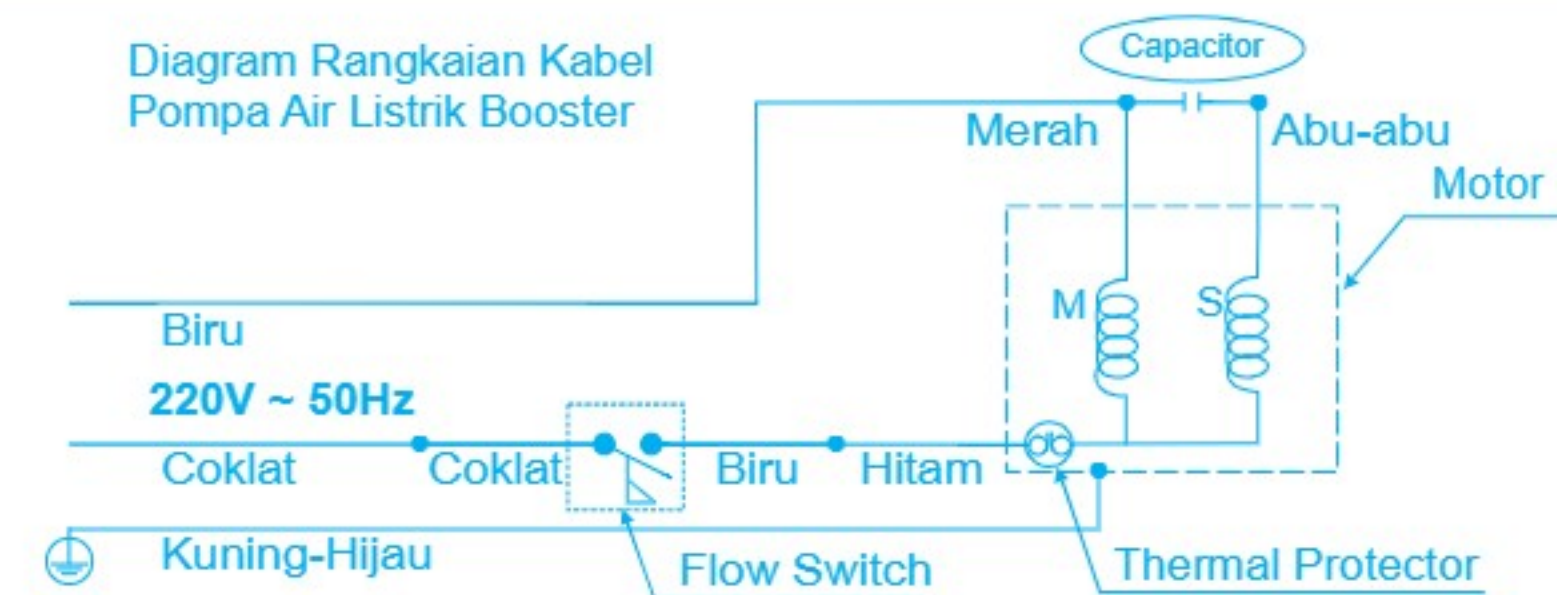 Diagram Rangkaian Kabel
Pompa Air Listrik Booster
Capacitor
Merah
Abu-abu
Motor
M
S
Biru
220V ~ 50Hz
Coklat
Coklat
Biru
Hitam
Kuning-Hijau
Flow Switch
Thermal Protector